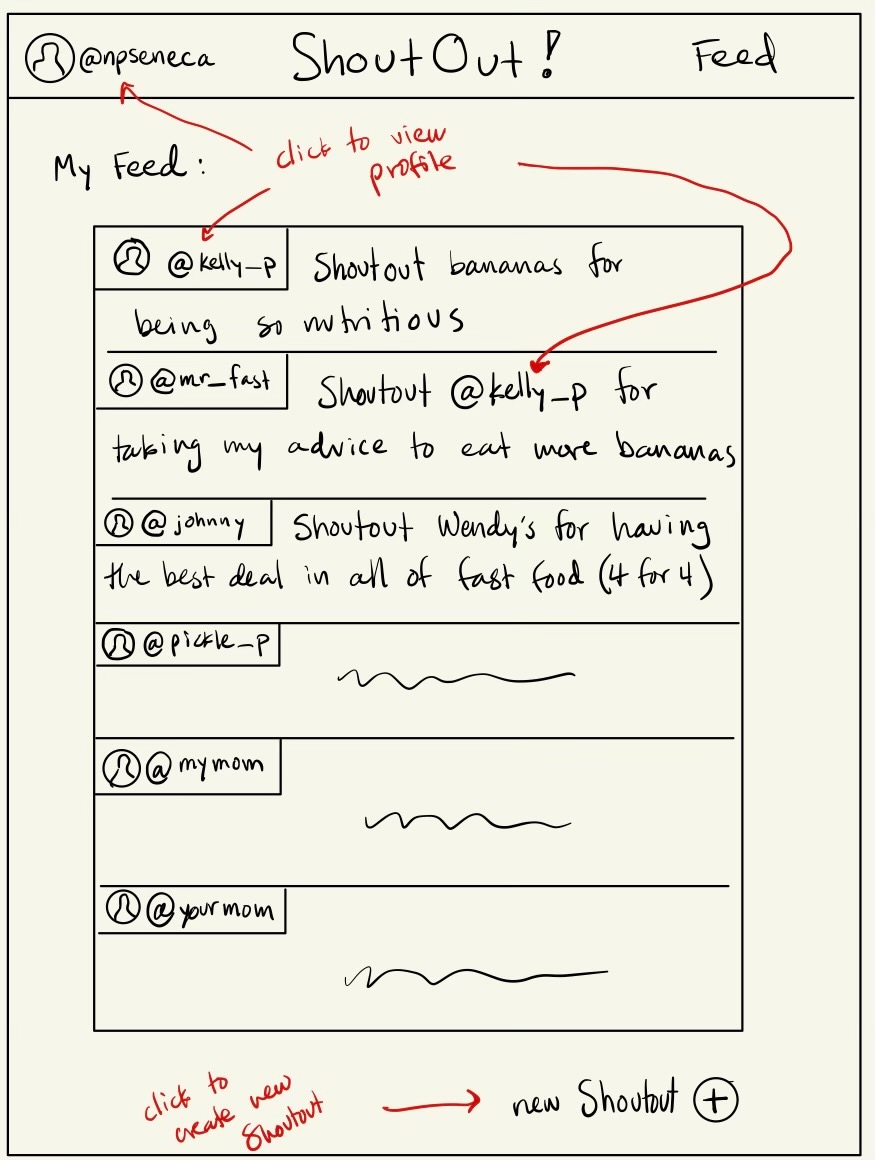 @npseneca ShoutOut! Feed
My Feed:
click to view
profile
@kelly_p Shoutout bananas for
being so nutritious
@mr_fast Shoutout @kelly_p for
taking my advice to eat more bananas
@johnny Shoutout Wendy's for having
the best deal in all of fast food (4 for 4)
@pickle_p
@mymom
@yourmom
click to
create new
Shoutout
new Shoutout +